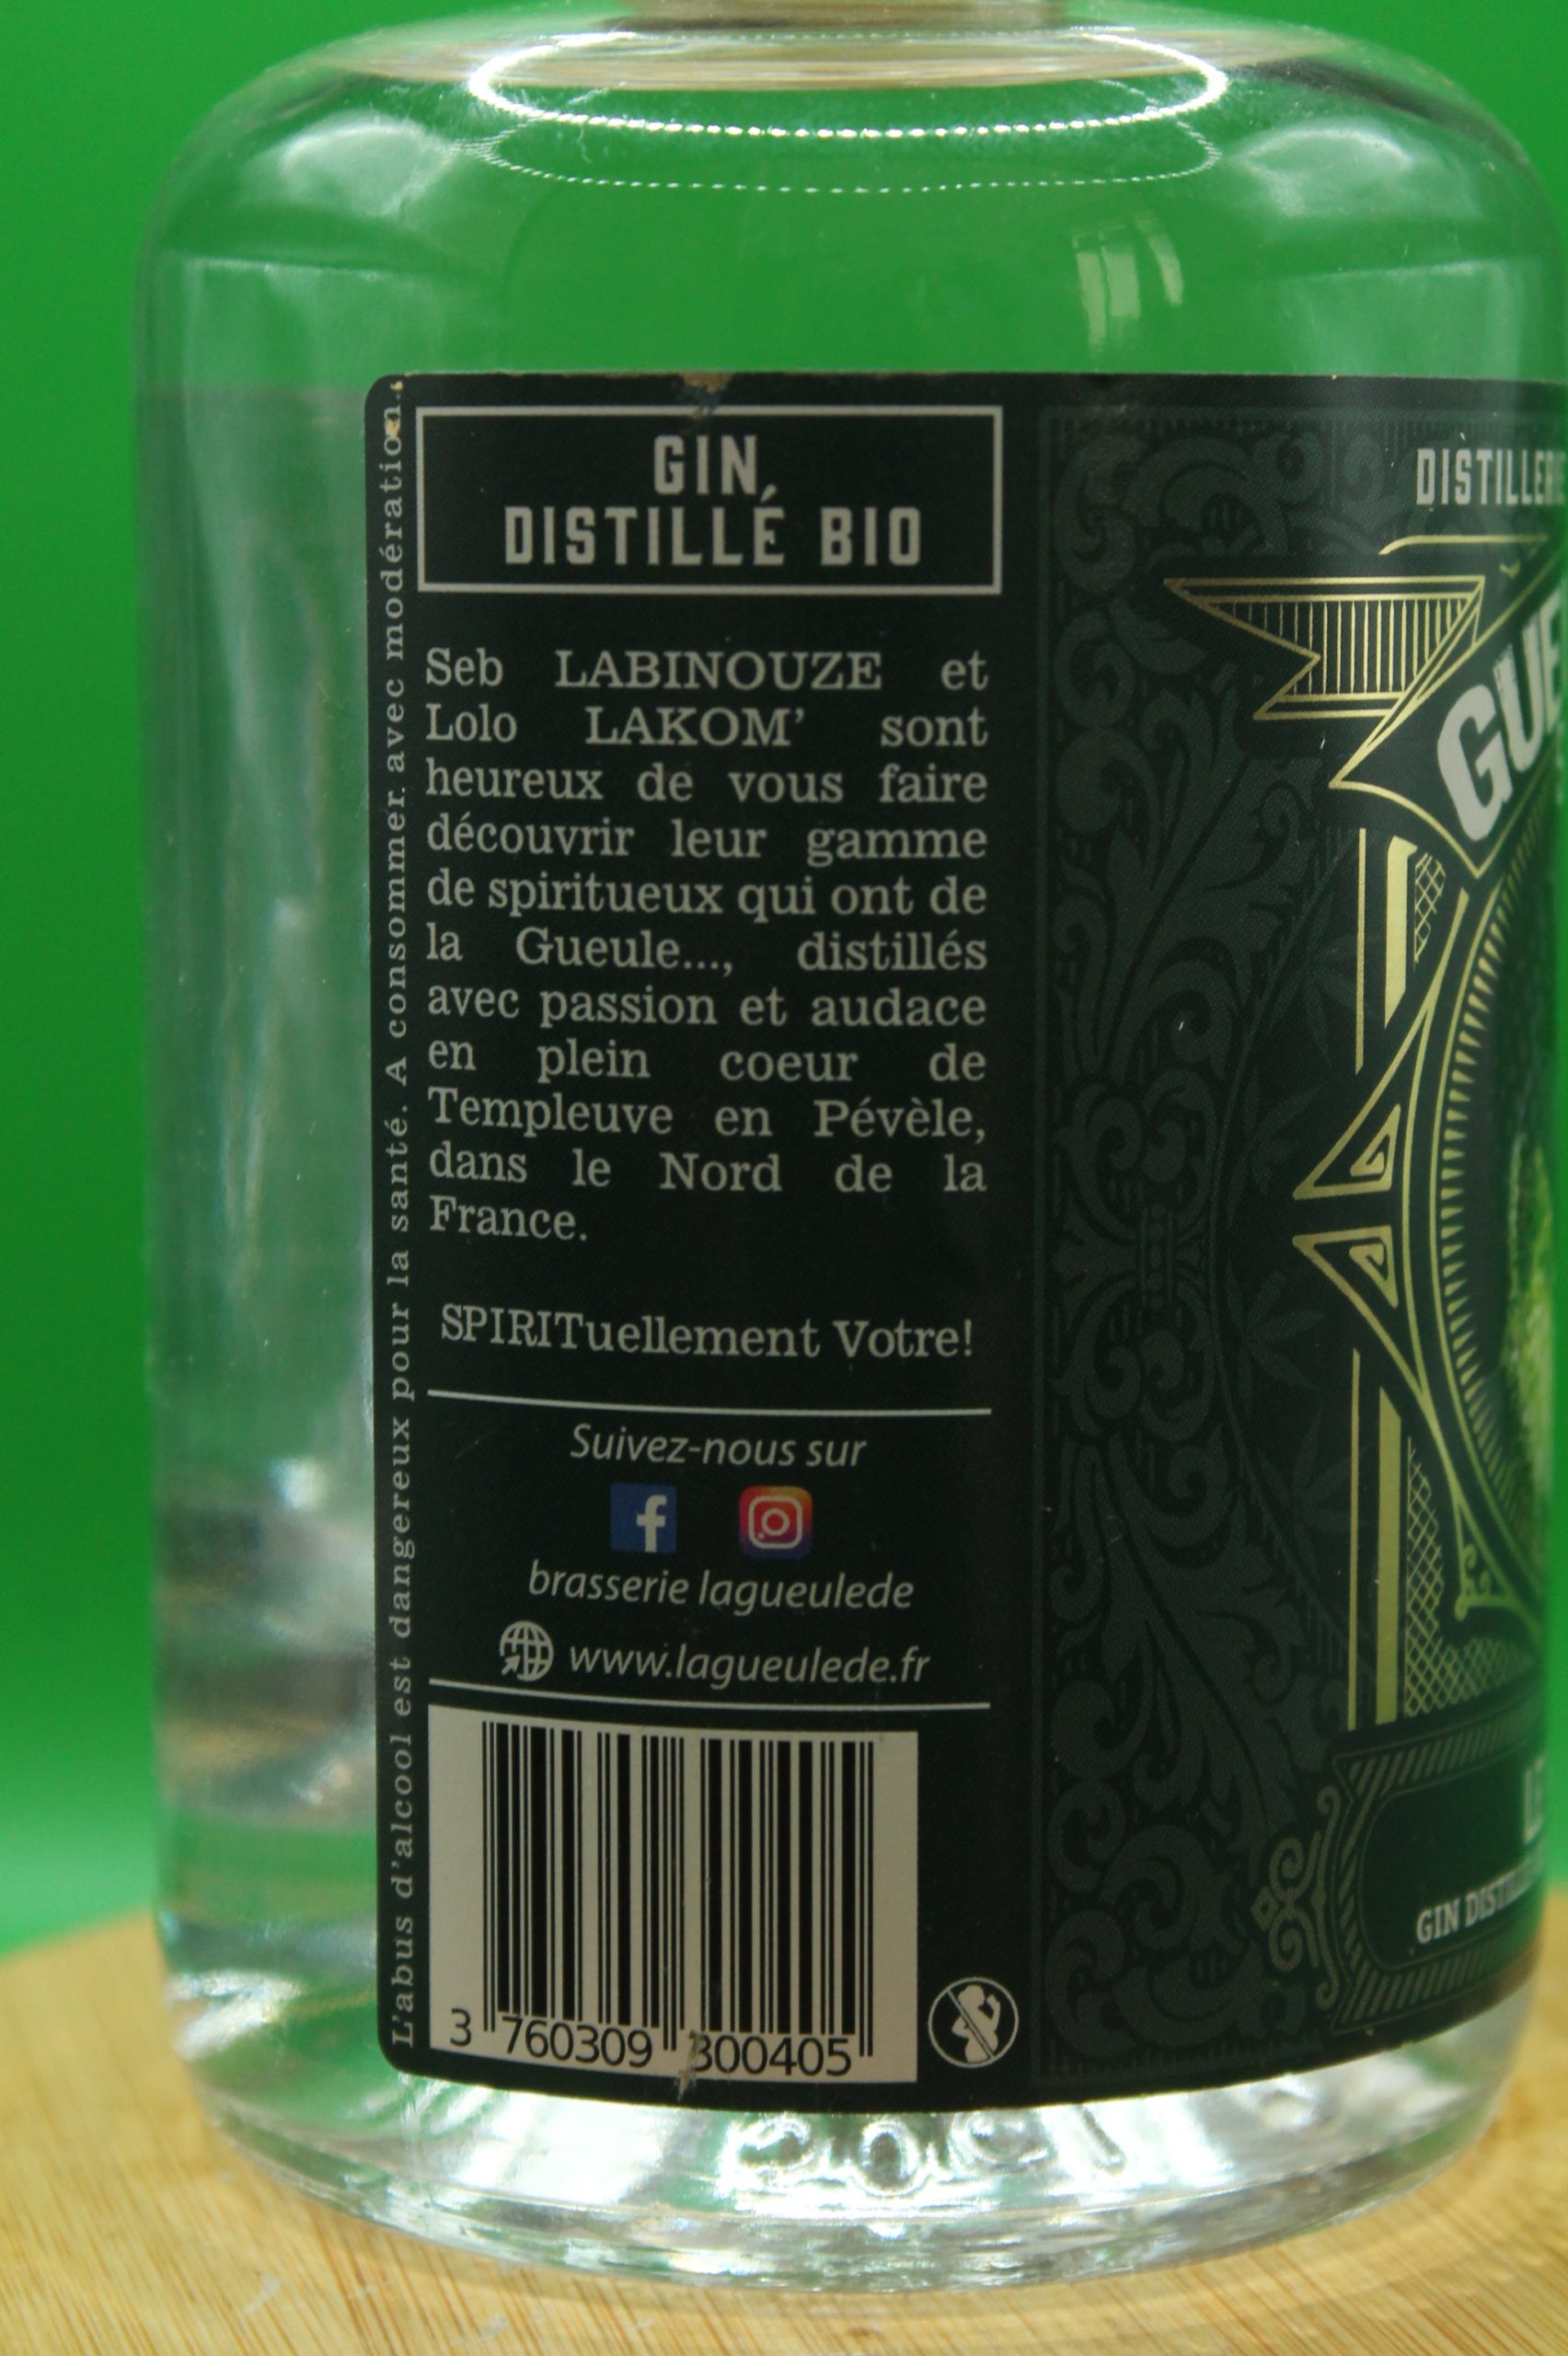 GIN,
DISTILLÉ BIO
Seb LABINOUZE et
Lolo LAKOM' sont
heureux de vous faire
découvrir leur gamme
de spiritueux qui ont de
la Gueule..., distillés
avec passion et audace
en plein coeur de
Templeuve en Pévèle,
dans le Nord de la
France.
SPIRITuellement Votre!
Suivez-nous sur
brasserie lagueulede
www.lagueulede.fr
3 760309 300405
L'abus d'alcool est dangereux pour la santé. A consommer avec modération.
GIN
50cl